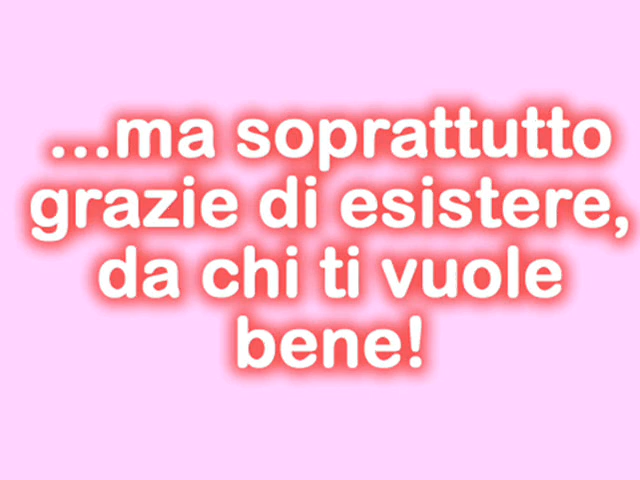 ...ma soprattutto
grazie di esistere,
da chi ti vuole
bene!